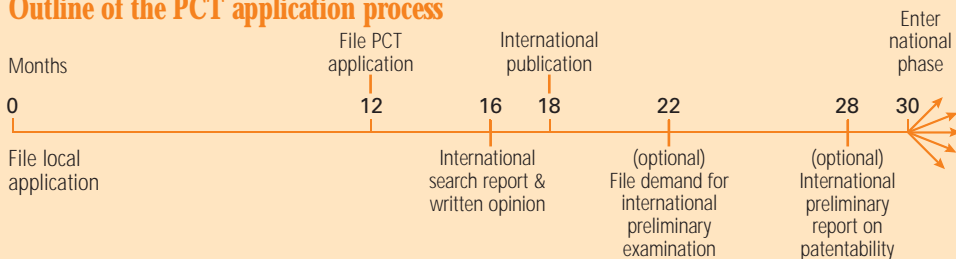 Outline of the PCT application process
Months
File PCT
application
International
publication
Enter
national
phase
0
12
16
18
22
28
30
File local
application
International
search report &
written opinion
(optional)
File demand for
international
preliminary
examination
(optional)
International
preliminary
report on
patentability